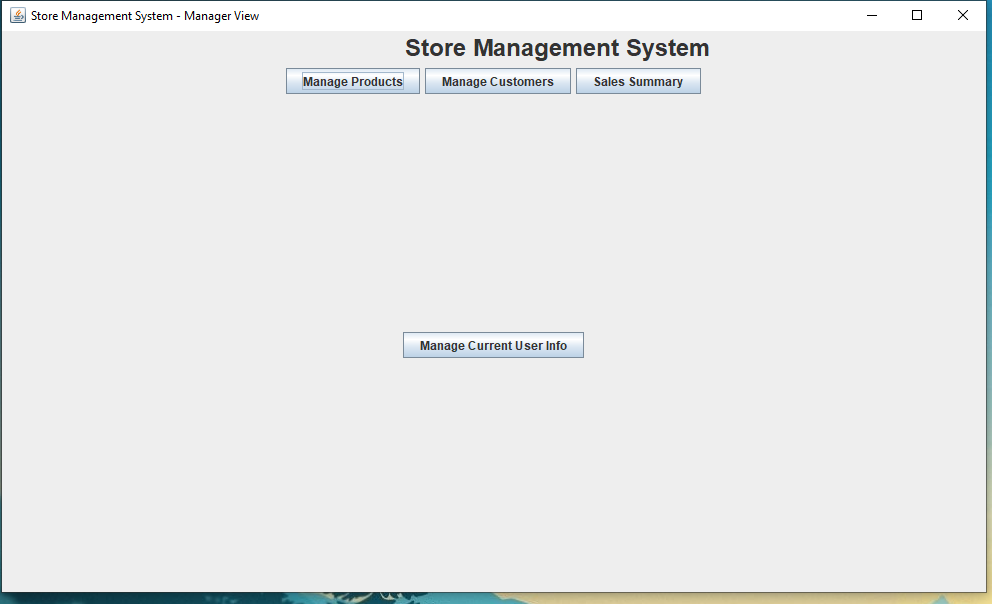 Store Management System - Manager View
Store Management System
Manage Products Manage Customers Sales Summary
Manage Current User Info